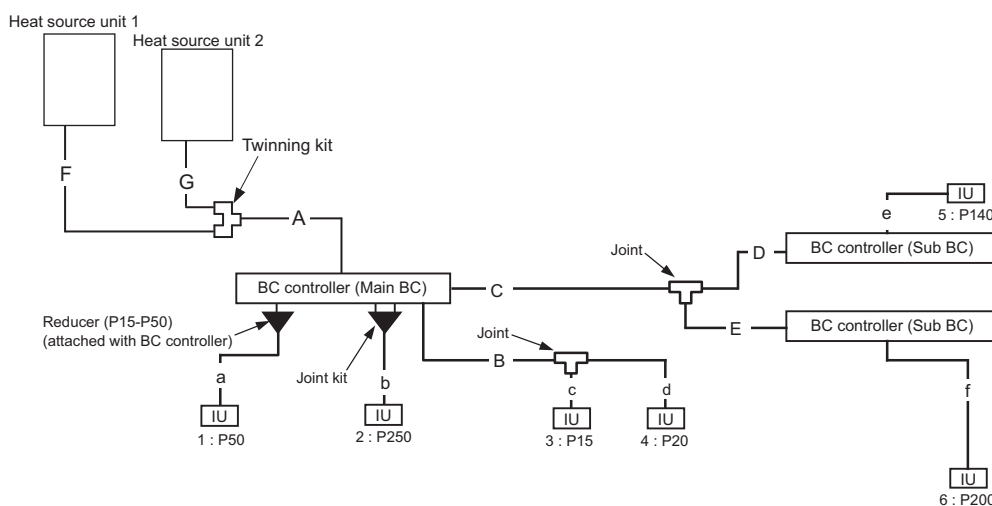 Heat source unit 1
Heat source unit 2
Twinning kit
F
G
A
IU
e
5 : P140
BC controller (Sub BC)
Joint
D
BC controller (Main BC)
C
E
BC controller (Sub BC)
Reducer (P15-P50)
(attached with BC controller)
Joint
B
Joint kit
a
b
c
d
f
IU
1 : P50
IU
2 : P250
IU
3 : P15
IU
4 : P20
IU
6 : P200